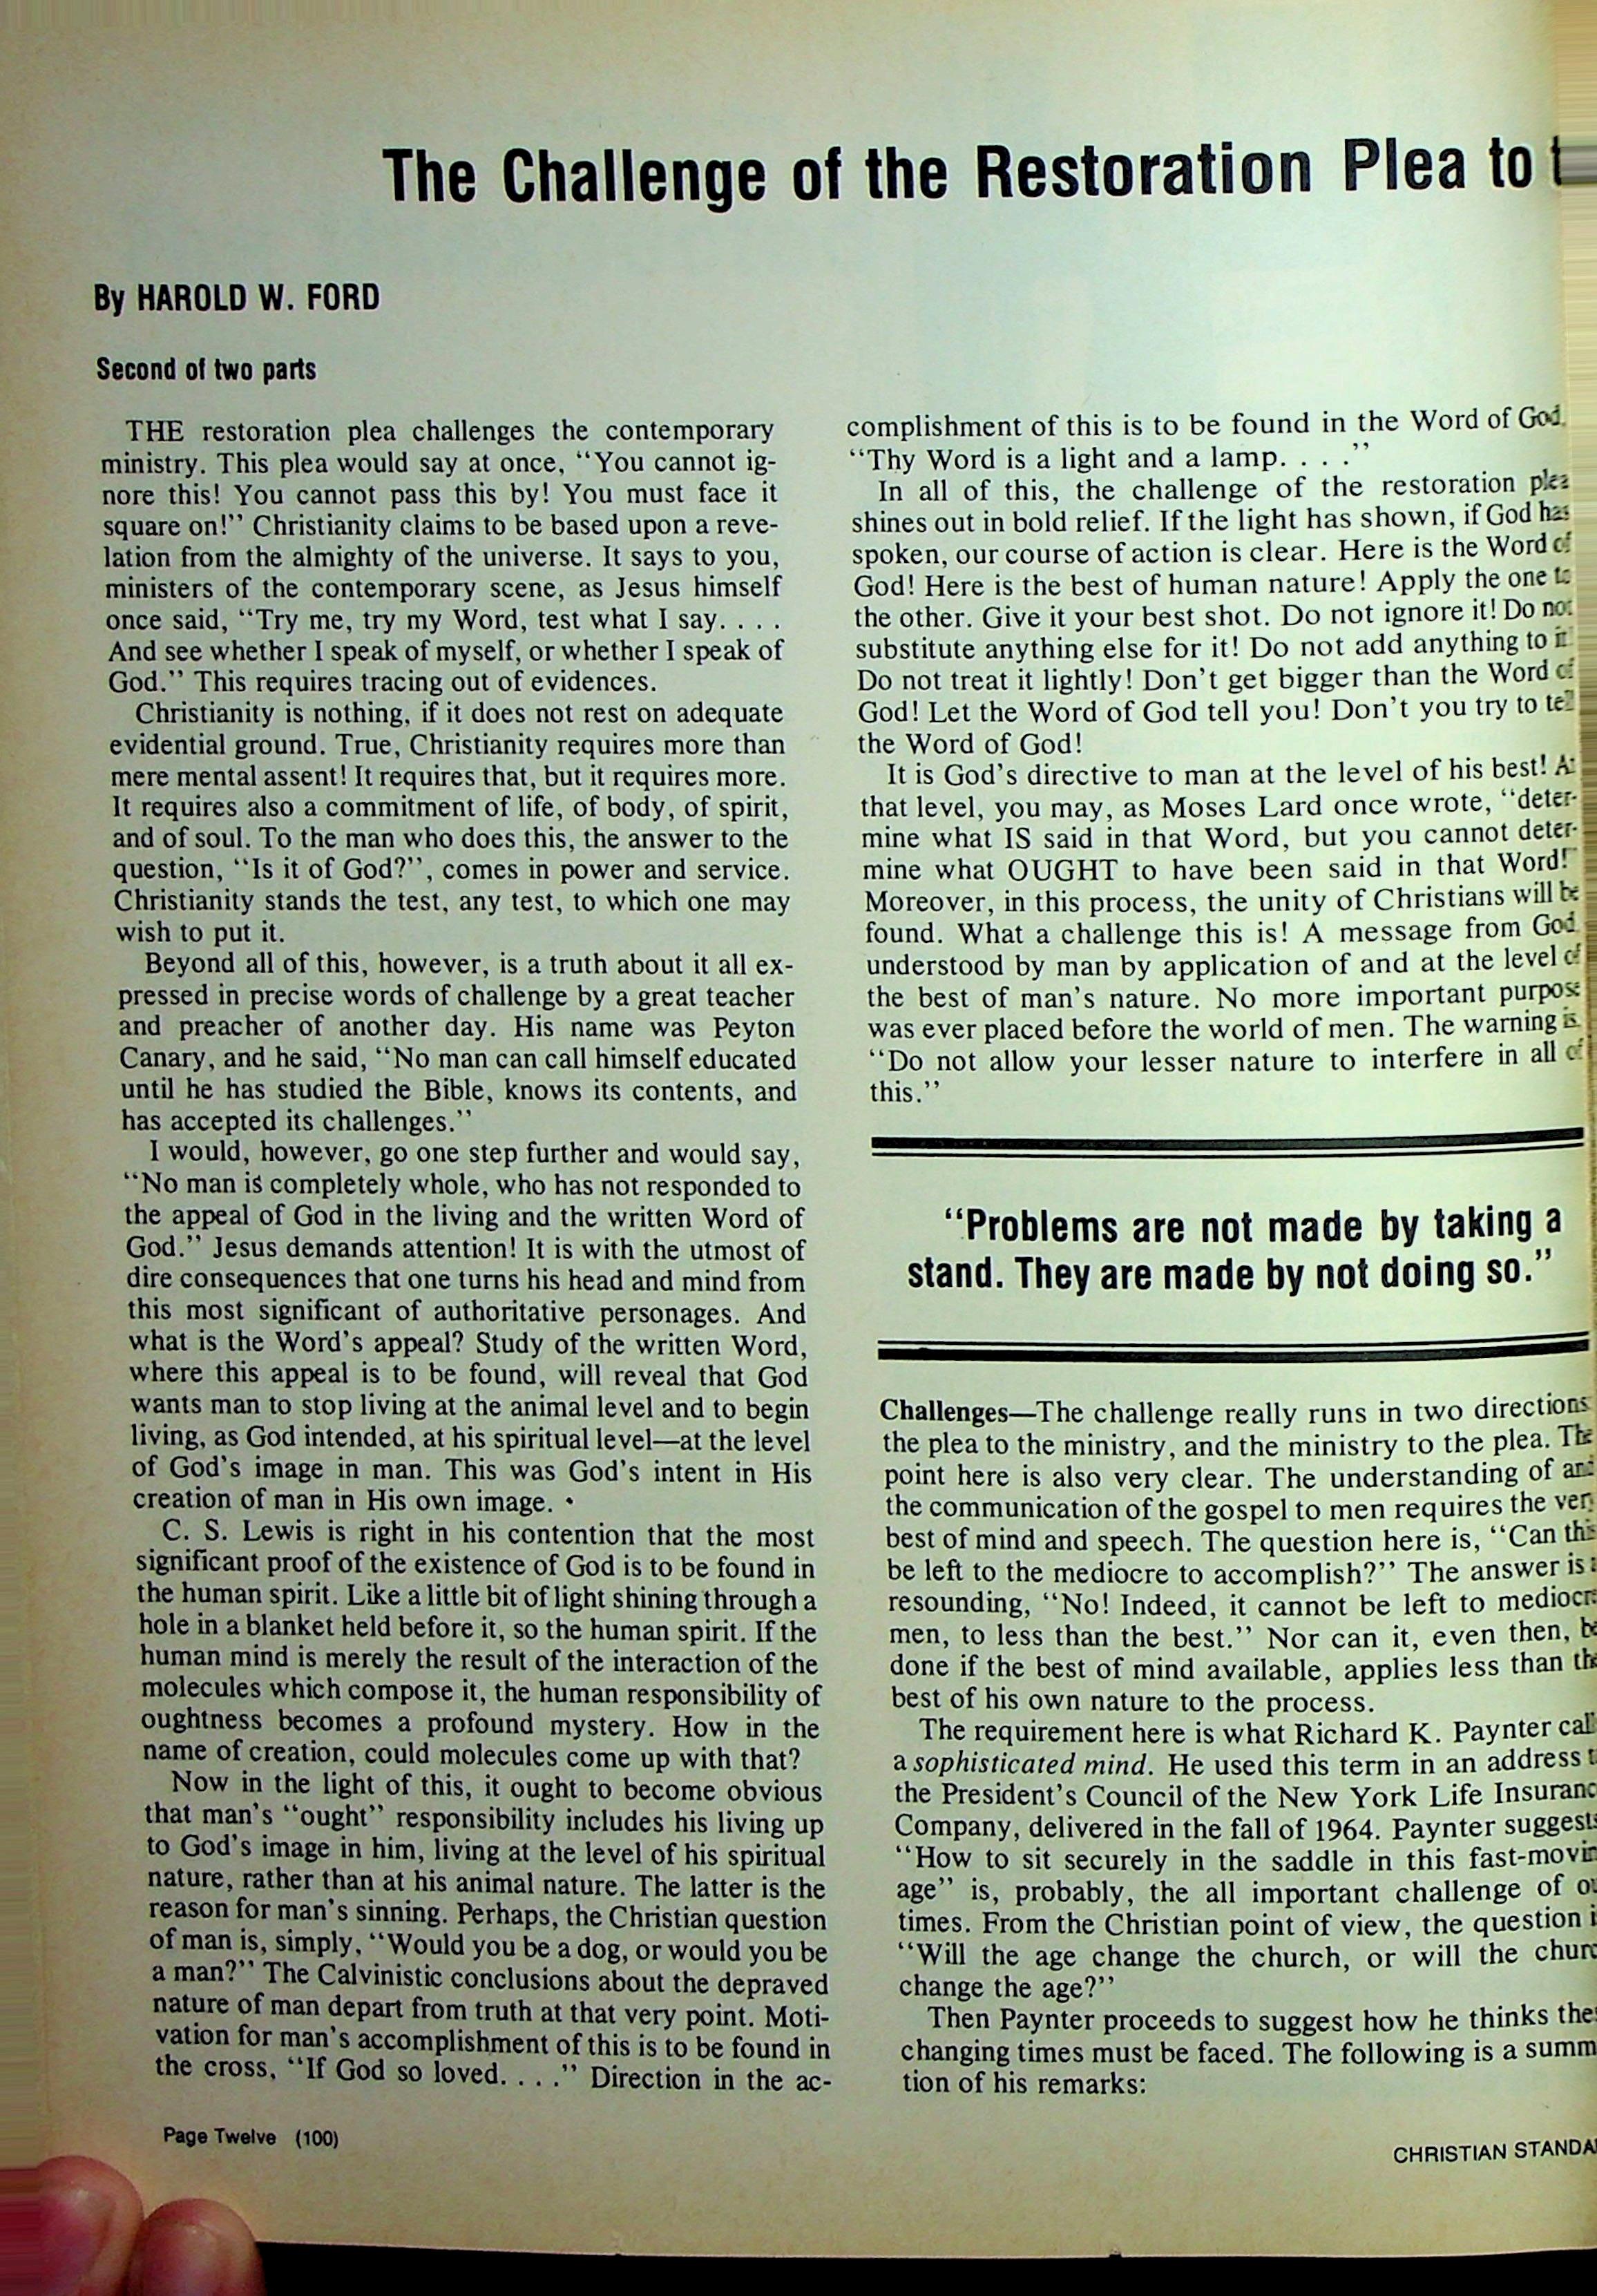 The Challenge of the Restoration Plea to
By HAROLD W. FORD
Second of two parts
THE restoration plea challenges the contemporary
ministry. This plea would say at once, “You cannot ig-
nore this! You cannot pass this by! You must face it
square on!” Christianity claims to be based upon a reve-
lation from the almighty of the universe. It says to you,
ministers of the contemporary scene, as Jesus himself
once said, “Try me, try my Word, test what I say. . . .
And see whether I speak of myself, or whether I speak of
God.” This requires tracing out of evidences.
Christianity is nothing, if it does not rest on adequate
evidential ground. True, Christianity requires more than
mere mental assent! It requires that, but it requires more.
It requires also a commitment of life, of body, of spirit,
and of soul. To the man who does this, the answer to the
question, “Is it of God?”, comes in power and service.
Christianity stands the test, any test, to which one may
wish to put it.
Beyond all of this, however, is a truth about it all ex-
pressed in precise words of challenge by a great teacher
and preacher of another day. His name was Peyton
Canary, and he said, “No man can call himself educated
until he has studied the Bible, knows its contents, and
has accepted its challenges.”
I would, however, go one step further and would say,
“No man is completely whole, who has not responded to
the appeal of God in the living and the written Word of
God.” Jesus demands attention! It is with the utmost of
dire consequences that one turns his head and mind from
this most significant of authoritative personages. And
what is the Word’s appeal? Study of the written Word,
where this appeal is to be found, will reveal that God
wants man to stop living at the animal level and to begin
living, as God intended, at his spiritual level—at the level
of God’s image in man. This was God’s intent in His
creation of man in His own image.
C. S. Lewis is right in his contention that the most
significant proof of the existence of God is to be found in
the human spirit. Like a little bit of light shining through a
hole in a blanket held before it, so the human spirit. If the
human mind is merely the result of the interaction of the
molecules which compose it, the human responsibility of
oughtness becomes a profound mystery. How in the
name of creation, could molecules come up with that?
Now in the light of this, it ought to become obvious
that man’s “ought” responsibility includes his living up
to God’s image in him, living at the level of his spiritual
nature, rather than at his animal nature. The latter is the
reason for man’s sinning. Perhaps, the Christian question
of man is, simply, “Would you be a dog, or would you be
a man?” The Calvinistic conclusions about the depraved
nature of man depart from truth at that very point. Moti-
vation for man’s accomplishment of this is to be found in
the cross, “If God so loved. . . .” Direction in the ac-
complishment of this is to be found in the Word of God.
“Thy Word is a light and a lamp. . . .”
In all of this, the challenge of the restoration plea
shines out in bold relief. If the light has shown, if God has
spoken, our course of action is clear. Here is the Word of
God! Here is the best of human nature! Apply the one to
the other. Give it your best shot. Do not ignore it! Do not
substitute anything else for it! Do not add anything to it
Do not treat it lightly! Don’t get bigger than the Word of
God! Let the Word of God tell you! Don’t you try to tell
the Word of God!
It is God’s directive to man at the level of his best! At
that level, you may, as Moses Lard once wrote, “deter-
mine what IS said in that Word, but you cannot deter-
mine what OUGHT to have been said in that Word!”
Moreover, in this process, the unity of Christians will be
found. What a challenge this is! A message from God
understood by man by application of and at the level of
the best of man’s nature. No more important purpose
was ever placed before the world of men. The warning is
“Do not allow your lesser nature to interfere in all of
this.”
“Problems are not made by taking a
stand. They are made by not doing so.”
Challenges—The challenge really runs in two directions
the plea to the ministry, and the ministry to the plea. The
point here is also very clear. The understanding of and
the communication of the gospel to men requires the very
best of mind and speech. The question here is, “Can this
be left to the mediocre to accomplish?” The answer is a
resounding, “No! Indeed, it cannot be left to mediocre
men, to less than the best.” Nor can it, even then, be
done if the best of mind available, applies less than the
best of his own nature to the process.
The requirement here is what Richard K. Paynter
a sophisticated mind. He used this term in an address
the President’s Council of the New York Life
Company, delivered in the fall of 1964. Paynter suggests
“How to sit securely in the saddle in this
age” is, probably, the all important challenge of
times. From the Christian point of view, the question
“Will the age change the church, or will the
change the age?”
Then Paynter proceeds to suggest how he thinks
changing times must be faced. The following is a
tion of his remarks:
Page Twelve (100)
CHRISTIAN